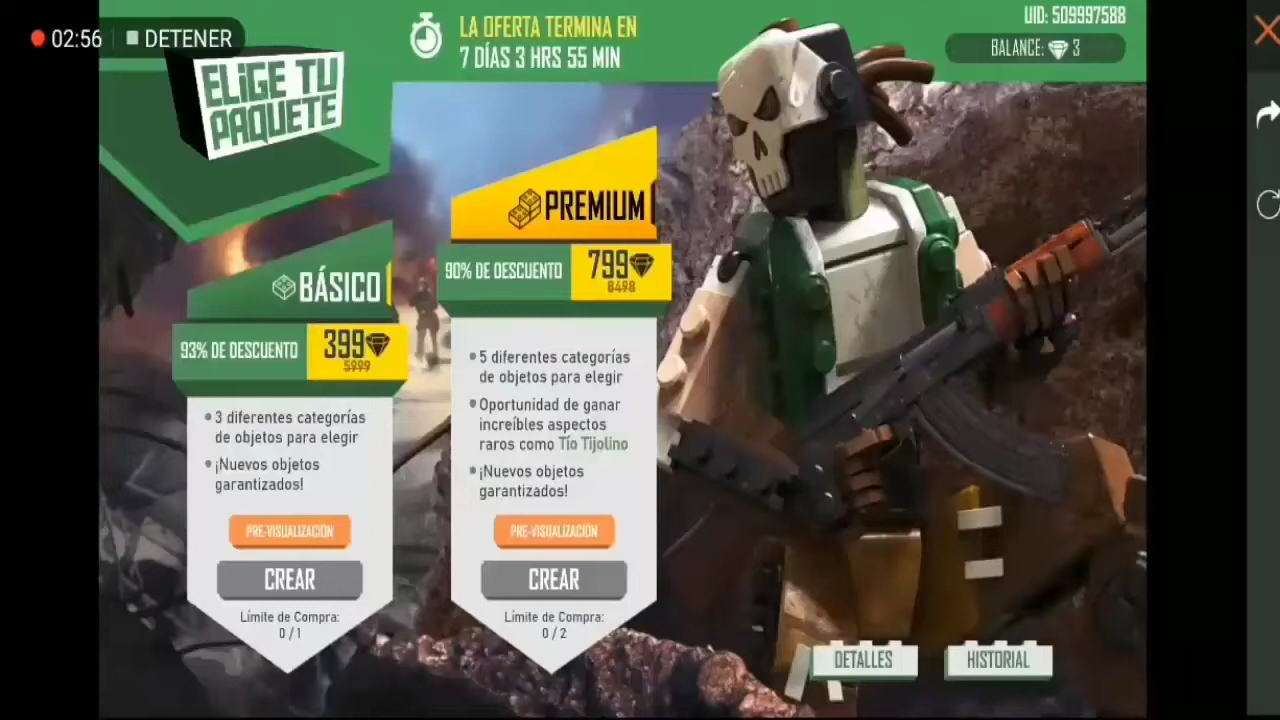 02:56
DETENER
ELIGE TU
PAQUETE
LA OFERTA TERMINA EN
7 DÍAS 3 HRS 55 MIN
UID: 509997588
BALANCE: 3
BÁSICO
93% DE DESCUENTO
399
5999
3 diferentes categorías
de objetos para elegir
¡Nuevos objetos
garantizados!
PRE-VISUALIZACIÓN
CREAR
Límite de Compra:
0 / 1
PREMIUM
90% DE DESCUENTO
799
8498
5 diferentes categorías
de objetos para elegir
Oportunidad de ganar
increíbles aspectos
raros como Tío Tijolino
¡Nuevos objetos
garantizados!
PRE-VISUALIZACIÓN
CREAR
Límite de Compra:
0 / 2
DETALLES
HISTORIAL